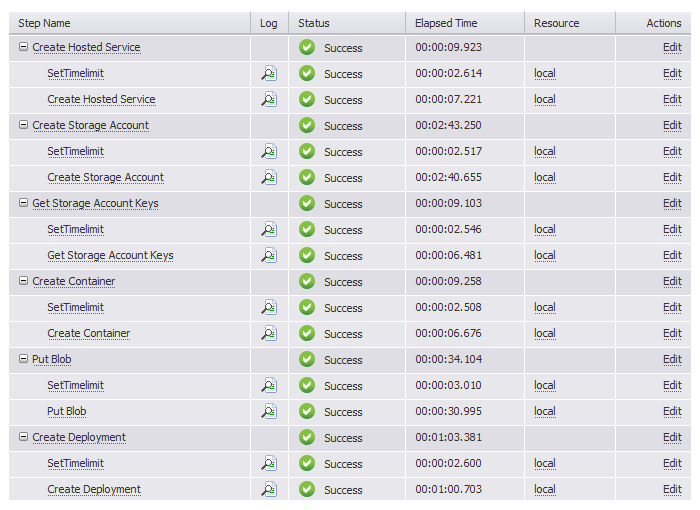 Step Name Log Status Elapsed Time Resource Actions
Create Hosted Service Success 00:00:09.923 Edit
SetTimelimit Success 00:00:02.614 local Edit
Create Hosted Service Success 00:00:07.221 local Edit
Create Storage Account Success 00:02:43.250 Edit
SetTimelimit Success 00:00:02.517 local Edit
Create Storage Account Success 00:02:40.655 local Edit
Get Storage Account Keys Success 00:00:09.103 Edit
SetTimelimit Success 00:00:02.546 local Edit
Get Storage Account Keys Success 00:00:06.481 local Edit
Create Container Success 00:00:09.258 Edit
SetTimelimit Success 00:00:02.508 local Edit
Create Container Success 00:00:06.676 local Edit
Put Blob Success 00:00:34.104 Edit
SetTimelimit Success 00:00:03.010 local Edit
Put Blob Success 00:00:30.995 local Edit
Create Deployment Success 00:01:03.381 Edit
SetTimelimit Success 00:00:02.600 local Edit
Create Deployment Success 00:01:00.703 local Edit